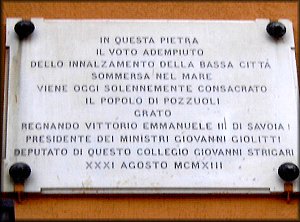 IN QUESTA PIETRA
IL VOTO ADEMPIUTO
DELLO INNALZAMENTO DELLA BASSA CITTÀ
SOMMERSA NEL MARE
VIENE OGGI SOLENNEMENTE CONSACRATO
IL POPOLO DI POZZUOLI
GRATO
REGNANDO VITTORIO EMMANUELE III DI SAVOIA
PRESIDENTE DEI MINISTRI GIOVANNI GIOLITTI
DEPUTATO DI QUESTO COLLEGIO GIOVANNI STRIGARI
XXXI AGOSTO MCMXIII